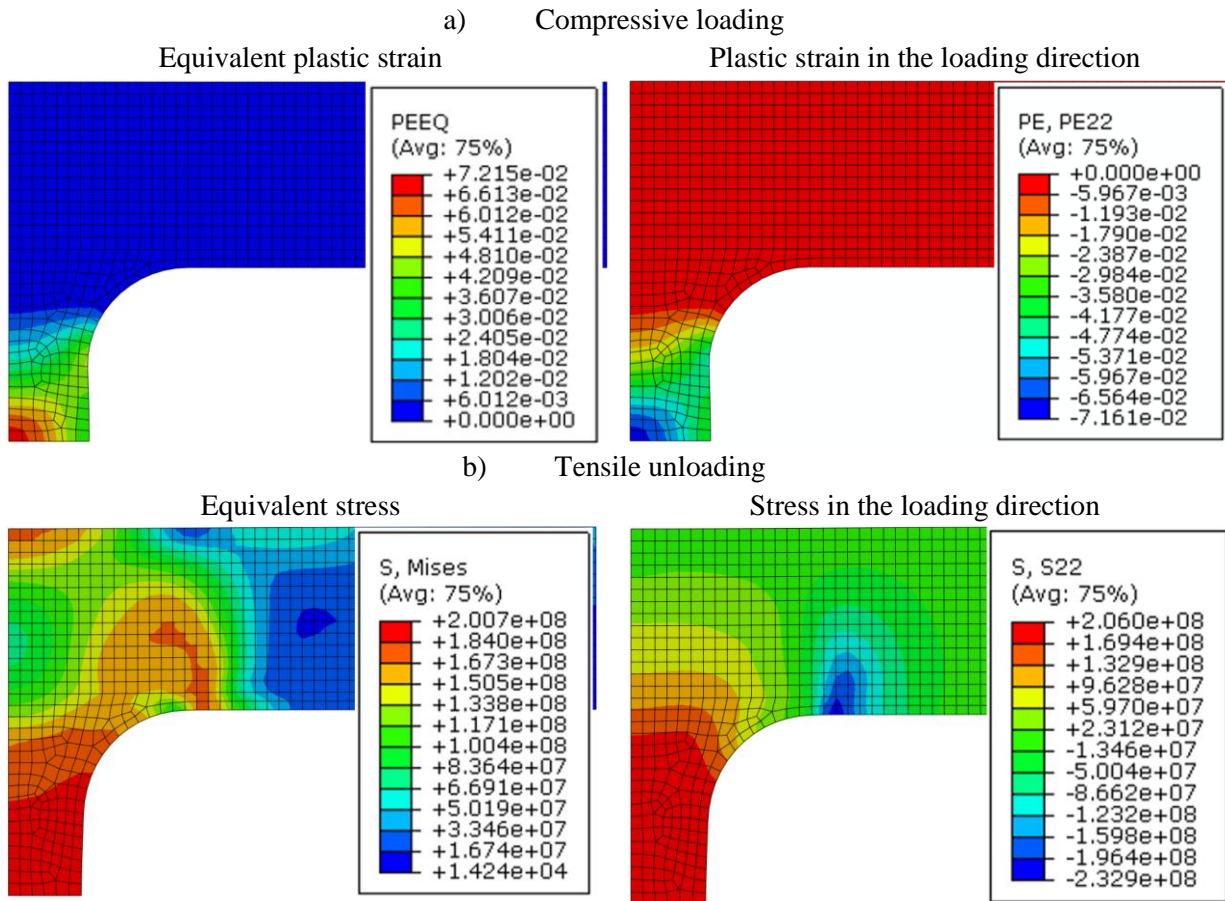 a) Compressive loading
Equivalent plastic strain
Plastic strain in the loading direction
PEEQ
(Avg: 75%)
+7.215e-02
+6.613e-02
+6.012e-02
+5.411e-02
+4.810e-02
+4.209e-02
+3.607e-02
+3.006e-02
+2.405e-02
+1.804e-02
+1.202e-02
+6.012e-03
+0.000e+00
PE, PE22
(Avg: 75%)
+0.000e+00
-5.967e-03
-1.193e-02
-1.790e-02
-2.387e-02
-2.984e-02
-3.580e-02
-4.177e-02
-4.774e-02
-5.371e-02
-5.967e-02
-6.564e-02
-7.161e-02
b) Tensile unloading
Equivalent stress
Stress in the loading direction
S, Mises
(Avg: 75%)
+2.007e+08
+1.840e+08
+1.673e+08
+1.505e+08
+1.338e+08
+1.171e+08
+1.004e+08
+8.364e+07
+6.691e+07
+5.019e+07
+3.346e+07
+1.674e+07
+1.424e+04
S, S22
(Avg: 75%)
+2.060e+08
+1.694e+08
+1.329e+08
+9.628e+07
+5.970e+07
+2.312e+07
-1.346e+07
-5.004e+07
-8.662e+07
-1.232e+08
-1.598e+08
-1.964e+08
-2.329e+08